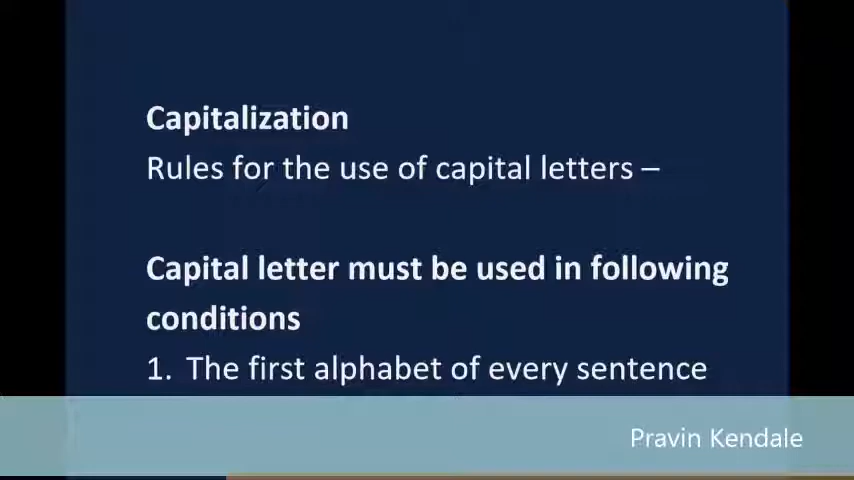 Capitalization
Rules for the use of capital letters –
Capital letter must be used in following
conditions
1. The first alphabet of every sentence
Pravin Kendale